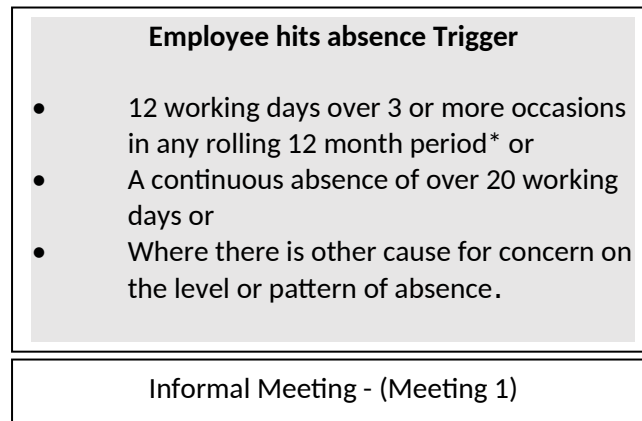 Employee hits absence Trigger
● 12 working days over 3 or more occasions
in any rolling 12 month period* or
● A continuous absence of over 20 working
days or
● Where there is other cause for concern on
the level or pattern of absence.
Informal Meeting - (Meeting 1)